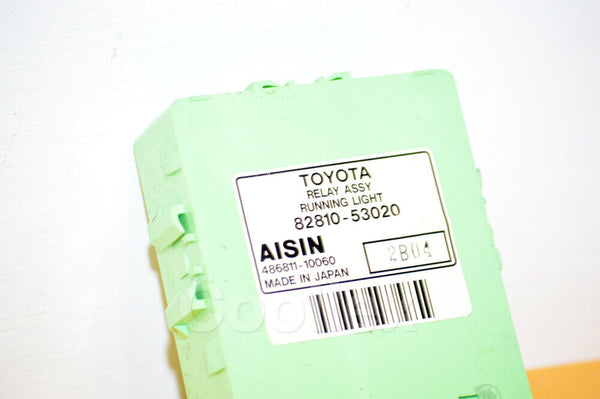 TOYOTA
RELAY ASSY
RUNNING LIGHT
82810-53020
AISIN
486811-10060
MADE IN JAPAN
2B04